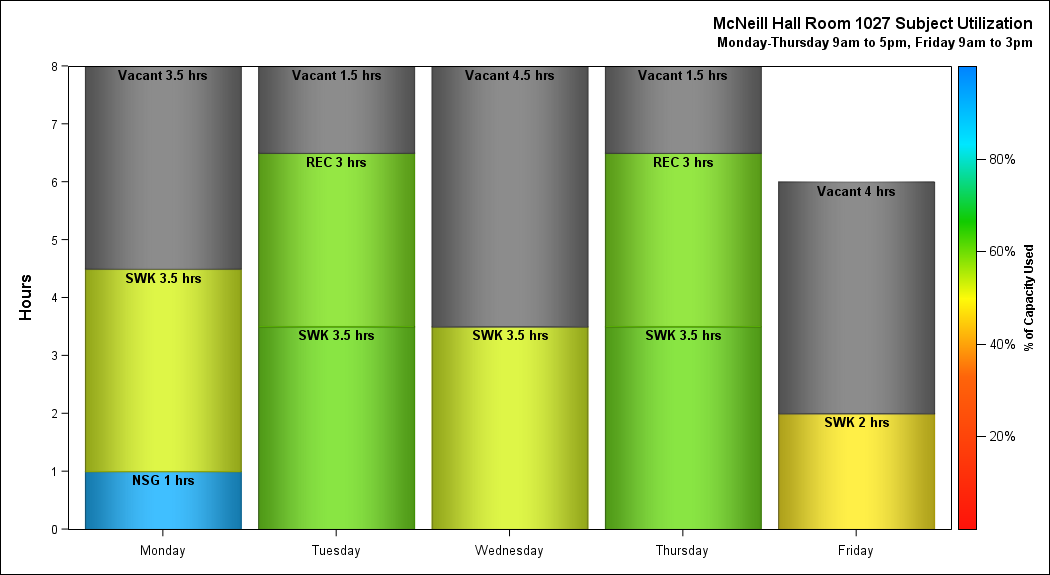 McNeill Hall Room 1027 Subject Utilization
Monday-Thursday 9am to 5pm, Friday 9am to 3pm
Hours
8
7
6
5
4
3
2
1
0
Vacant 3.5 hrs
SWK 3.5 hrs
NSG 1 hrs
Vacant 1.5 hrs
REC 3 hrs
SWK 3.5 hrs
Vacant 4.5 hrs
SWK 3.5 hrs
Vacant 1.5 hrs
REC 3 hrs
SWK 3.5 hrs
Vacant 4 hrs
SWK 2 hrs
Monday
Tuesday
Wednesday
Thursday
Friday
80%
60%
40%
20%
% of Capacity Used